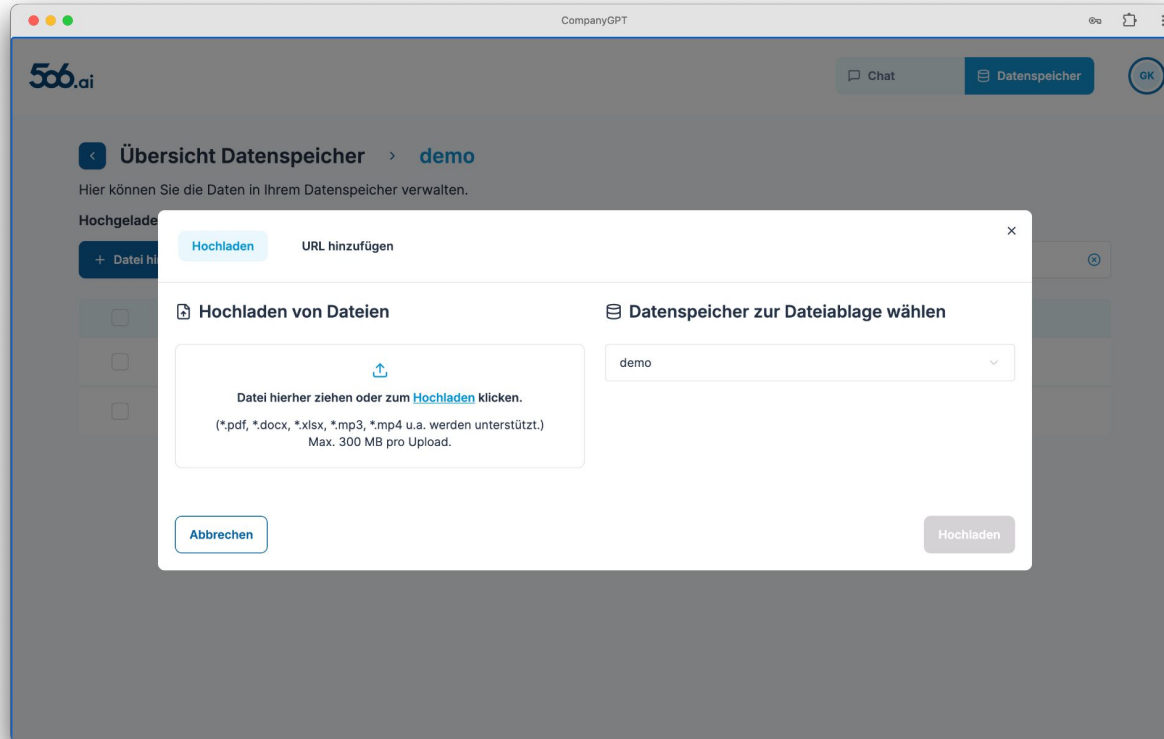 CompanyGPT
506.ai
Chat
Datenspeicher
GK
Übersicht Datenspeicher > demo
Hier können Sie die Daten in Ihrem Datenspeicher verwalten.
+ Datei
Hochladen
URL hinzufügen
Hochladen von Dateien
Datei hierher ziehen oder zum Hochladen klicken.
(*.pdf, *.docx, *.xlsx, *.mp3, *.mp4 u.a. werden unterstützt.)
Max. 300 MB pro Upload.
Datenspeicher zur Dateiablage wählen
demo
Abbrechen
Hochladen